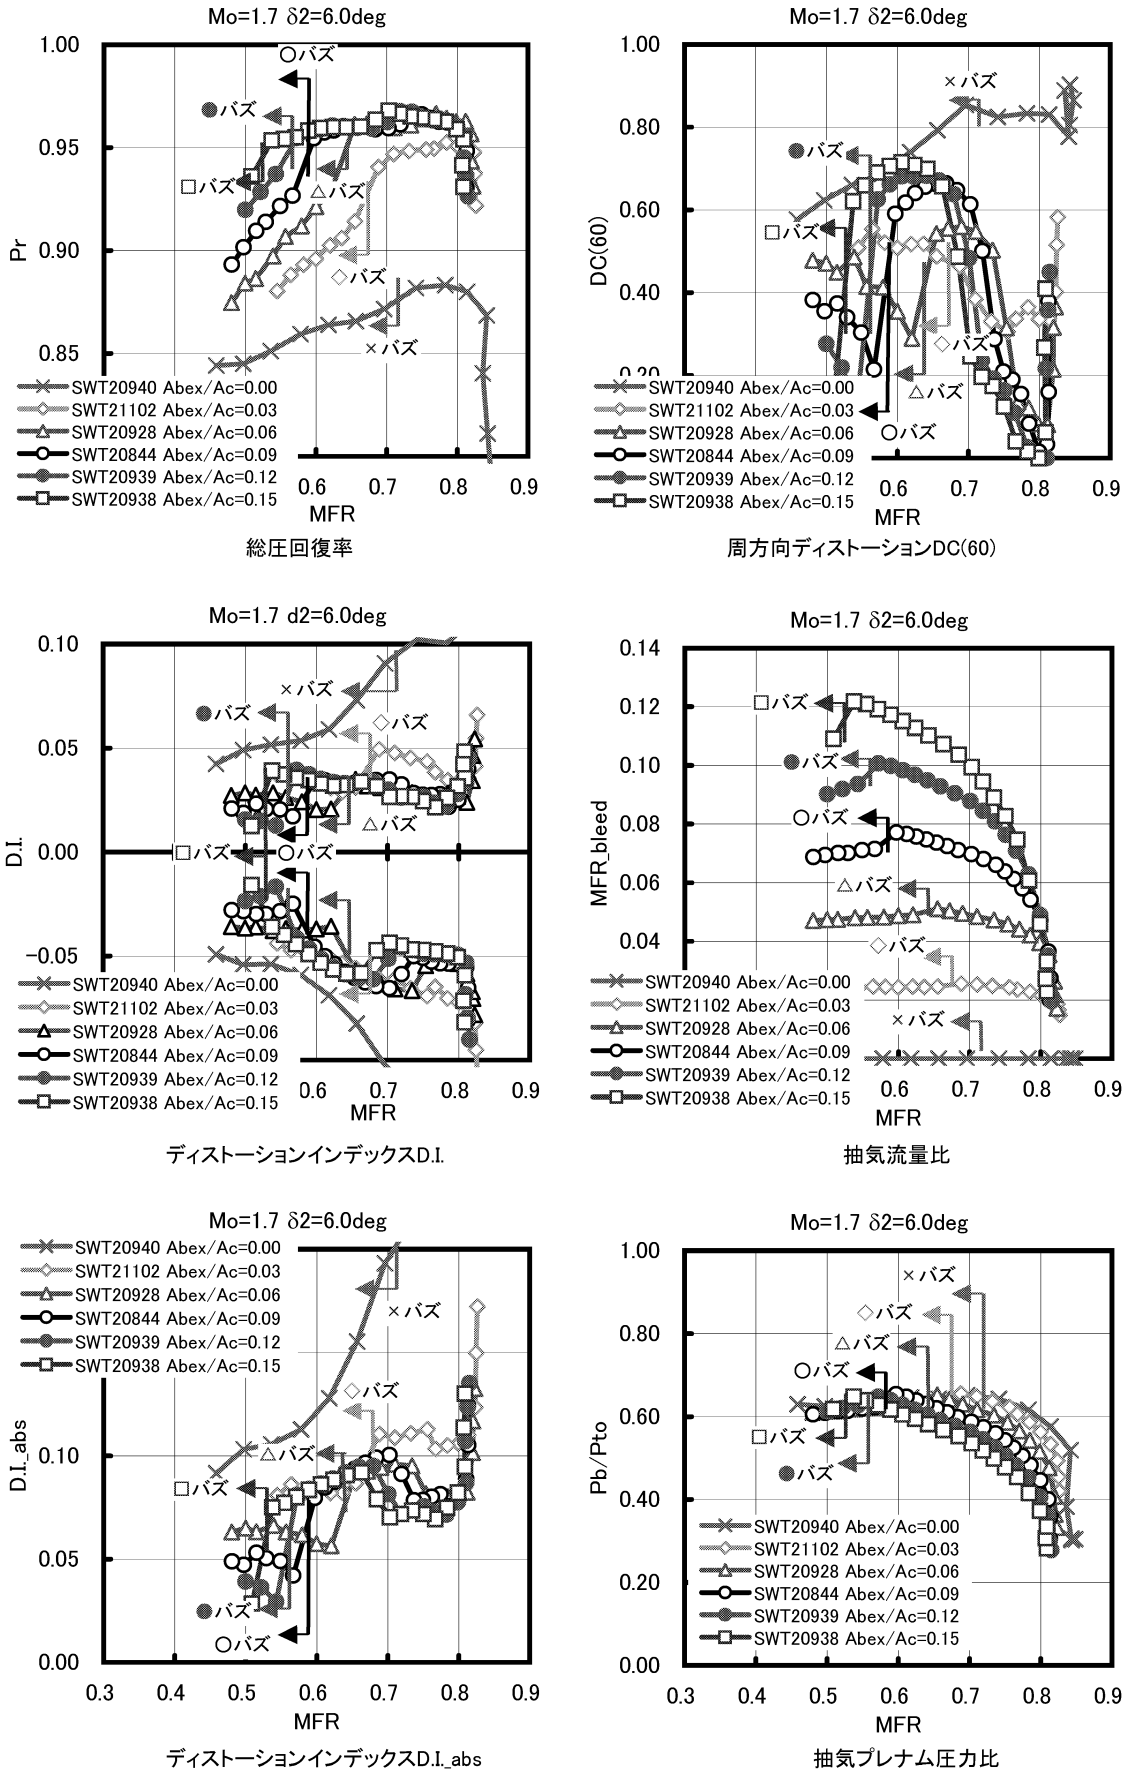 Mo=1.7 δ2=6.0deg
1.00
0.95
0.90
0.85
Pr
○バズ
●バズ
□バズ
△バズ
◇バズ
×バズ
SWT20940 Abex/Ac=0.00
SWT21102 Abex/Ac=0.03
SWT20928 Abex/Ac=0.06
SWT20844 Abex/Ac=0.09
SWT20939 Abex/Ac=0.12
SWT20938 Abex/Ac=0.15
0.6 0.7 0.8 0.9
MFR
総圧回復率
Mo=1.7 δ2=6.0deg
1.00
0.80
0.60
0.40
0.20
DC(60)
×バズ
●バズ
□バズ
◇バズ
△バズ
○バズ
SWT20940 Abex/Ac=0.00
SWT21102 Abex/Ac=0.03
SWT20928 Abex/Ac=0.06
SWT20844 Abex/Ac=0.09
SWT20939 Abex/Ac=0.12
SWT20938 Abex/Ac=0.15
0.6 0.7 0.8 0.9
MFR
周方向ディストーションDC(60)
Mo=1.7 d2=6.0deg
0.10
0.05
0.00
-0.05
D.I.
×バズ
●バズ
◇バズ
△バズ
□バズ
○バズ
SWT20940 Abex/Ac=0.00
SWT21102 Abex/Ac=0.03
SWT20928 Abex/Ac=0.06
SWT20844 Abex/Ac=0.09
SWT20939 Abex/Ac=0.12
SWT20938 Abex/Ac=0.15
0.6 0.7 0.8 0.9
MFR
ディストーションインデックスD.I.
Mo=1.7 δ2=6.0deg
0.14
0.12
0.10
0.08
0.06
0.04
MFR_bleed
□バズ
●バズ
○バズ
△バズ
◇バズ
×バズ
SWT20940 Abex/Ac=0.00
SWT21102 Abex/Ac=0.03
SWT20928 Abex/Ac=0.06
SWT20844 Abex/Ac=0.09
SWT20939 Abex/Ac=0.12
SWT20938 Abex/Ac=0.15
0.6 0.7 0.8 0.9
MFR
抽気流量比
Mo=1.7 δ2=6.0deg
SWT20940 Abex/Ac=0.00
SWT21102 Abex/Ac=0.03
SWT20928 Abex/Ac=0.06
SWT20844 Abex/Ac=0.09
SWT20939 Abex/Ac=0.12
SWT20938 Abex/Ac=0.15
×バズ
◇バズ
△バズ
□バズ
●バズ
○バズ
0.10
0.05
0.00
D.I._abs
0.3 0.4 0.5 0.6 0.7 0.8 0.9
MFR
ディストーションインデックスD.I._abs
Mo=1.7 δ2=6.0deg
1.00
0.80
0.60
0.40
0.20
0.00
Pb/Pto
×バズ
◇バズ
△バズ
○バズ
□バズ
●バズ
SWT20940 Abex/Ac=0.00
SWT21102 Abex/Ac=0.03
SWT20928 Abex/Ac=0.06
SWT20844 Abex/Ac=0.09
SWT20939 Abex/Ac=0.12
SWT20938 Abex/Ac=0.15
0.3 0.4 0.5 0.6 0.7 0.8 0.9
MFR
抽気プレナム圧力比